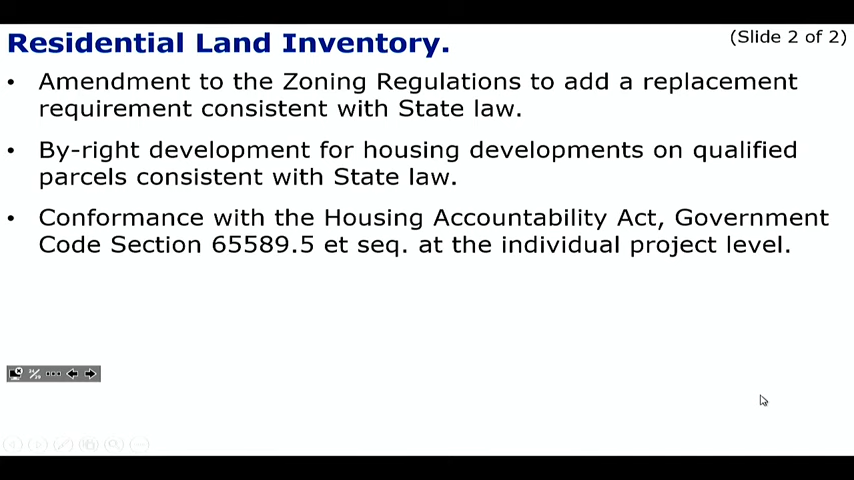 Residential Land Inventory.
(Slide 2 of 2)
• Amendment to the Zoning Regulations to add a replacement
requirement consistent with State law.
• By-right development for housing developments on qualified
parcels consistent with State law.
• Conformance with the Housing Accountability Act, Government
Code Section 65589.5 et seq. at the individual project level.